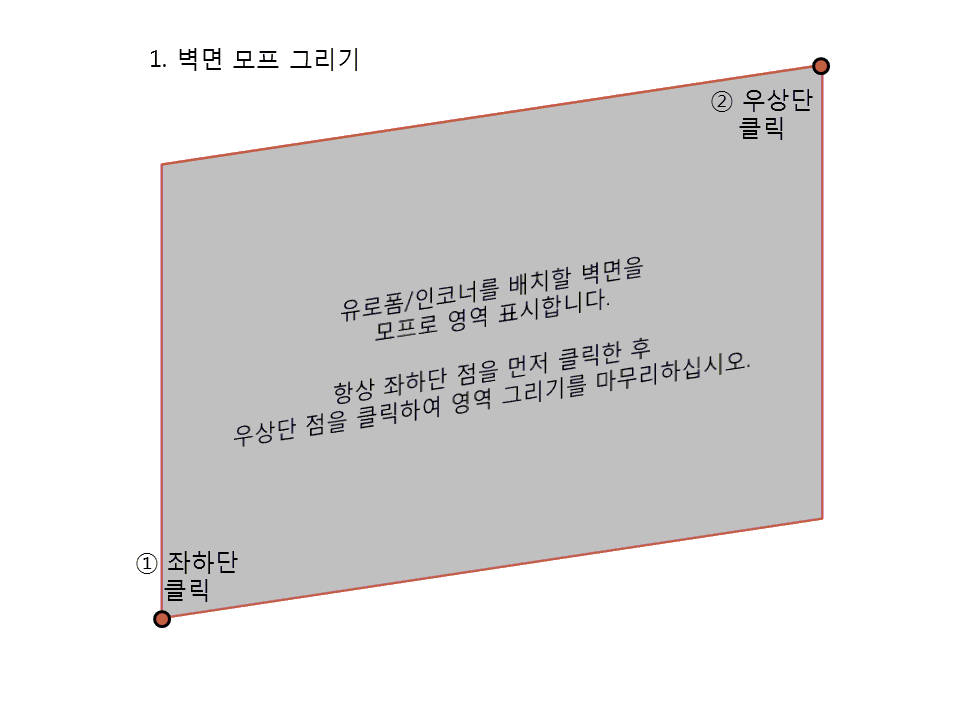 1. 벽면 모프 그리기
② 우상단
클릭
유로폼/인코너를 배치할 벽면을
모프로 영역 표시합니다.
항상 좌하단 점을 먼저 클릭한 후
우상단 점을 클릭하여 영역 그리기를 마무리하십시오.
① 좌하단
클릭